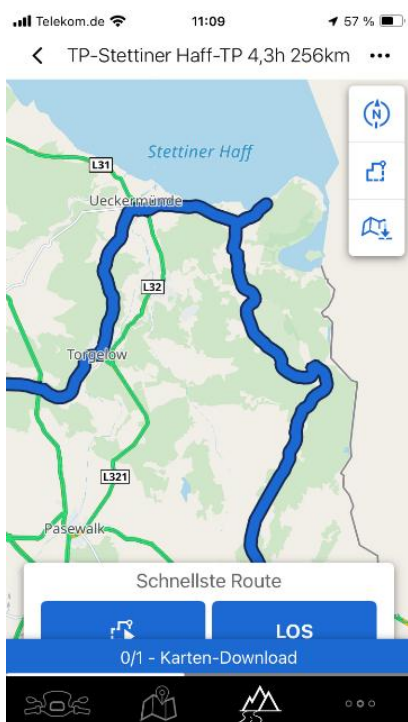 Telekom.de
11:09
57 %
TP-Stettiner Haff-TP 4,3h 256km
N
Stettiner Haff
L31
Ueckermünde
L32
Torgelow
L321
Pasewalk
Schnellste Route
LOS
0/1 - Karten-Download